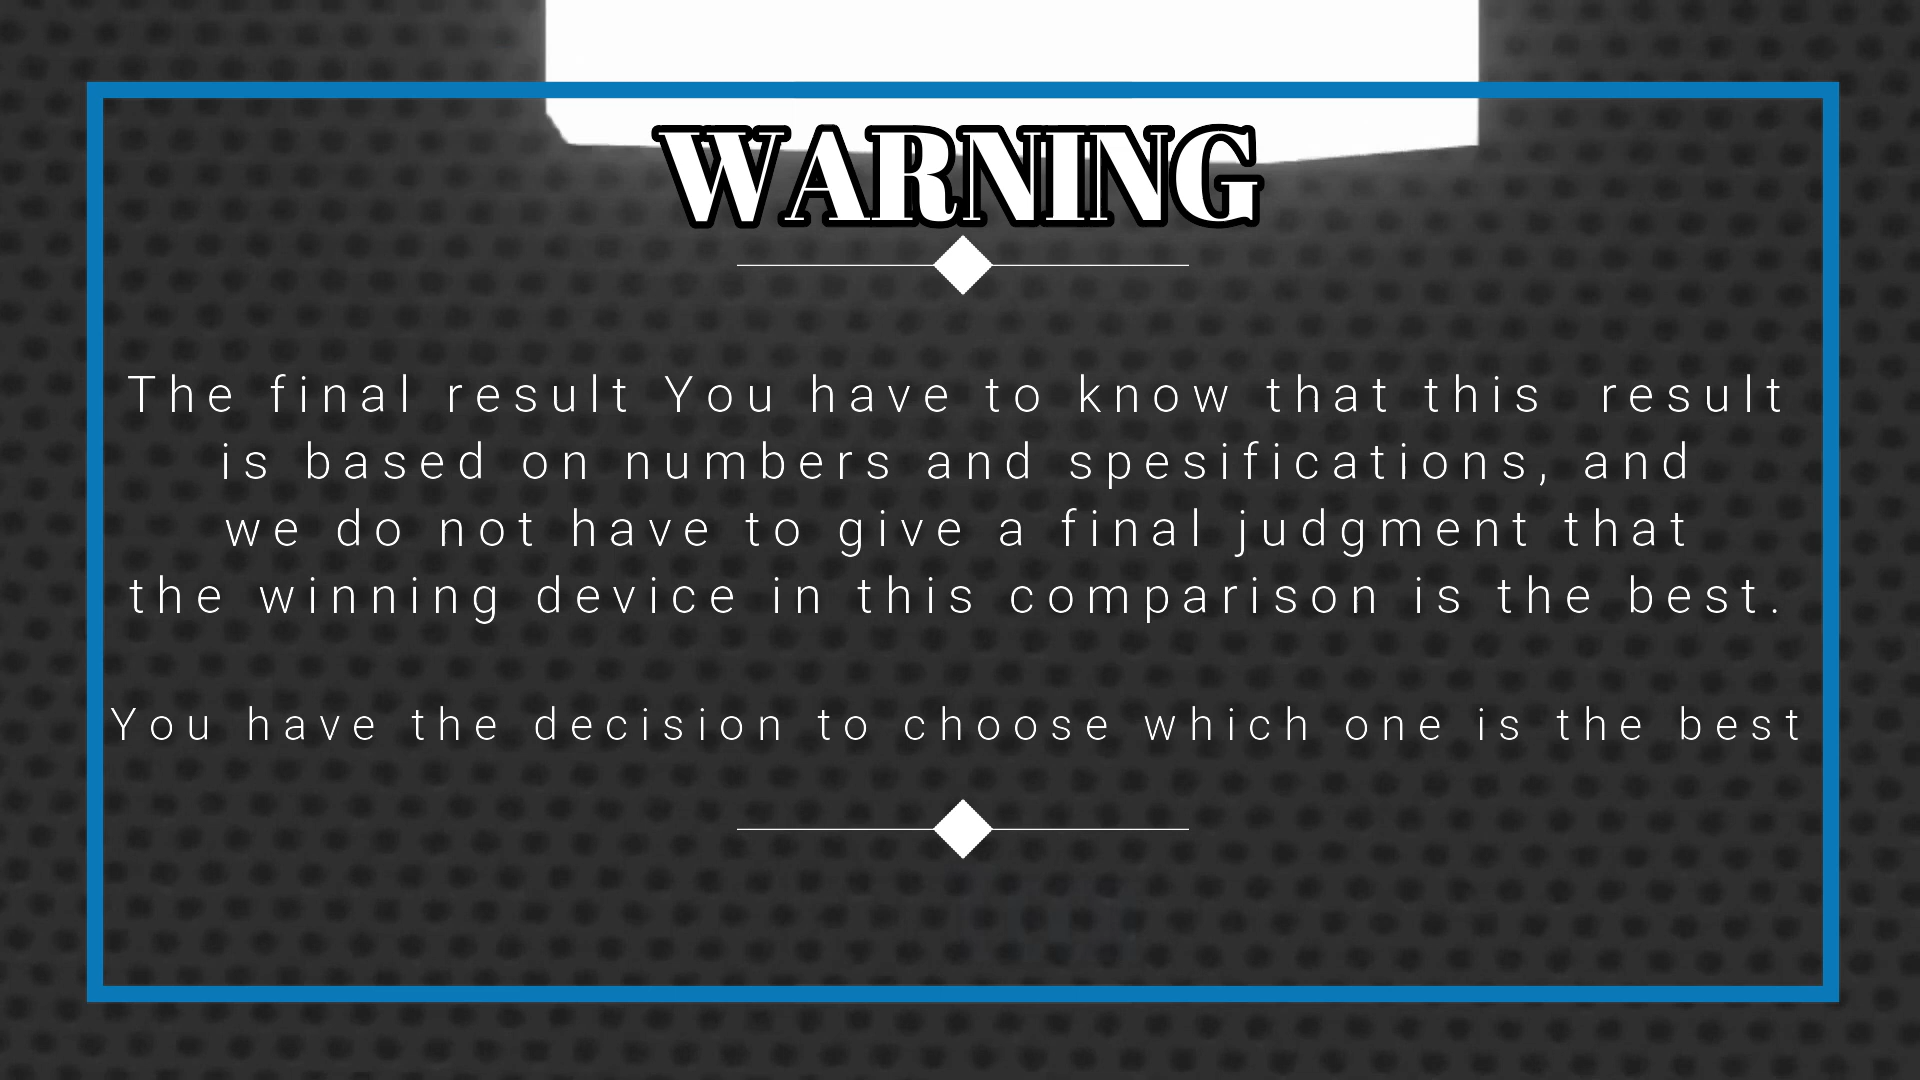 WARNING
The final result You have to know that this result
is based on numbers and spesifications, and
we do not have to give a final judgment that
the winning device in this comparison is the best.
You have the decision to choose which one is the best